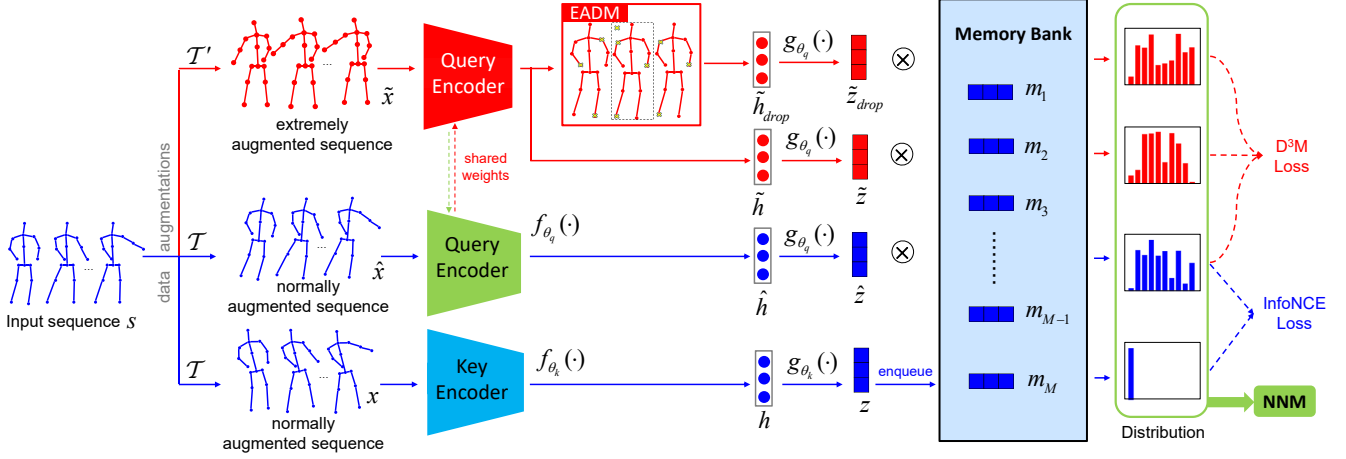 EADM
𝒯′
x̃
extremely
augmented sequence
Query
Encoder
h̃_drop
g_θq(·)
z̃_drop
⊗
shared
weights
h̃
g_θq(·)
z̃
⊗
data augmentations
Input sequence s
...
𝒯
x̂
normally
augmented sequence
Query
Encoder
f_θq(·)
ĥ
g_θq(·)
ẑ
⊗
𝒯
x
normally
augmented sequence
Key
Encoder
f_θk(·)
h
g_θk(·)
z
enqueue
Memory Bank
m_1
m_2
m_3
m_{M−1}
m_M
Distribution
D³M
Loss
InfoNCE
Loss
NNM